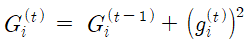 G_i^{(t)} = G_i^{(t-1)} + (g_i^{(t)})^2